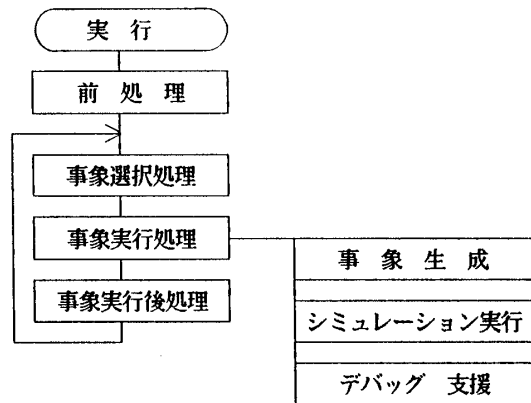 実 行
前 処 理
事象選択処理
事象実行処理
事象実行後処理
事 象 生 成
シミュレーション実行
デバッグ 支援